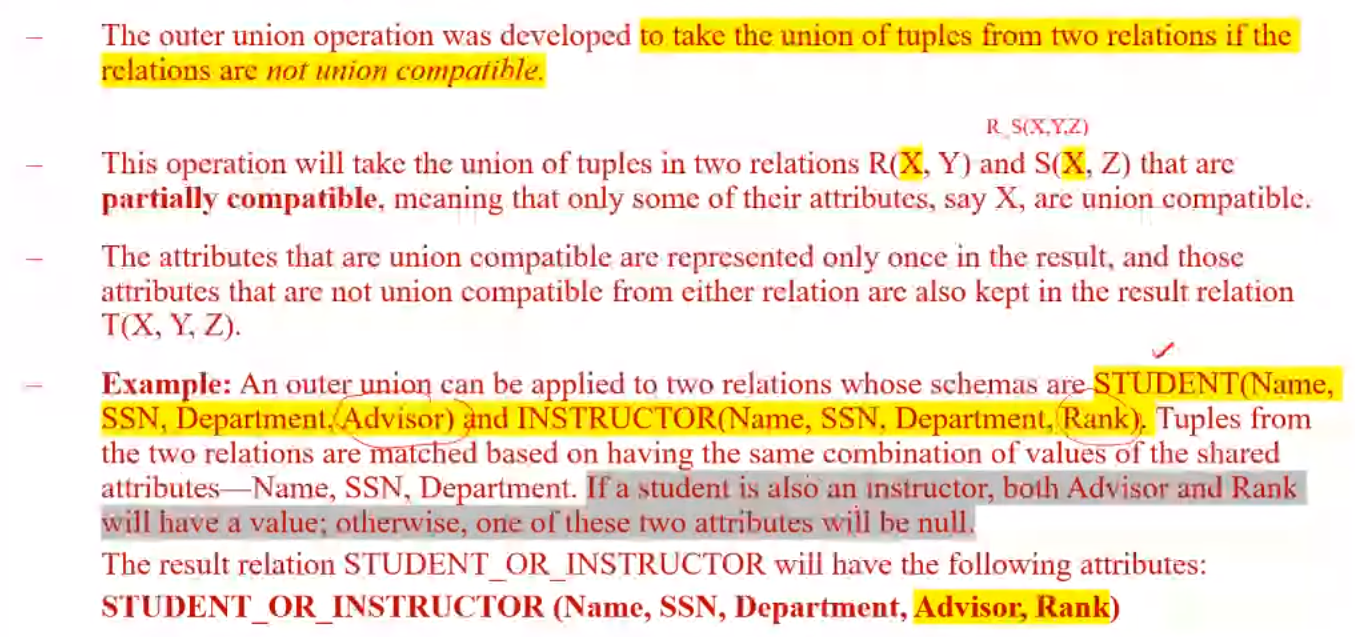 – The outer union operation was developed to take the union of tuples from two relations if the
relations are not union compatible.
R_S(X,Y,Z)
– This operation will take the union of tuples in two relations R(X, Y) and S(X, Z) that are
partially compatible, meaning that only some of their attributes, say X, are union compatible.
– The attributes that are union compatible are represented only once in the result, and those
attributes that are not union compatible from either relation are also kept in the result relation
T(X, Y, Z).
– Example: An outer union can be applied to two relations whose schemas are STUDENT(Name,
SSN, Department, Advisor) and INSTRUCTOR(Name, SSN, Department, Rank). Tuples from
the two relations are matched based on having the same combination of values of the shared
attributes—Name, SSN, Department. If a student is also an instructor, both Advisor and Rank
will have a value; otherwise, one of these two attributes will be null.
The result relation STUDENT_OR_INSTRUCTOR will have the following attributes:
STUDENT_OR_INSTRUCTOR (Name, SSN, Department, Advisor, Rank)